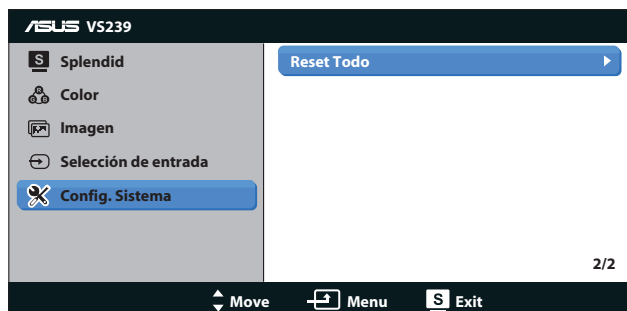 ASUS VS239
S Splendid
R G B Color
Imagen
Selección de entrada
Config. Sistema
Reset Todo
2/2
Move Menu S Exit